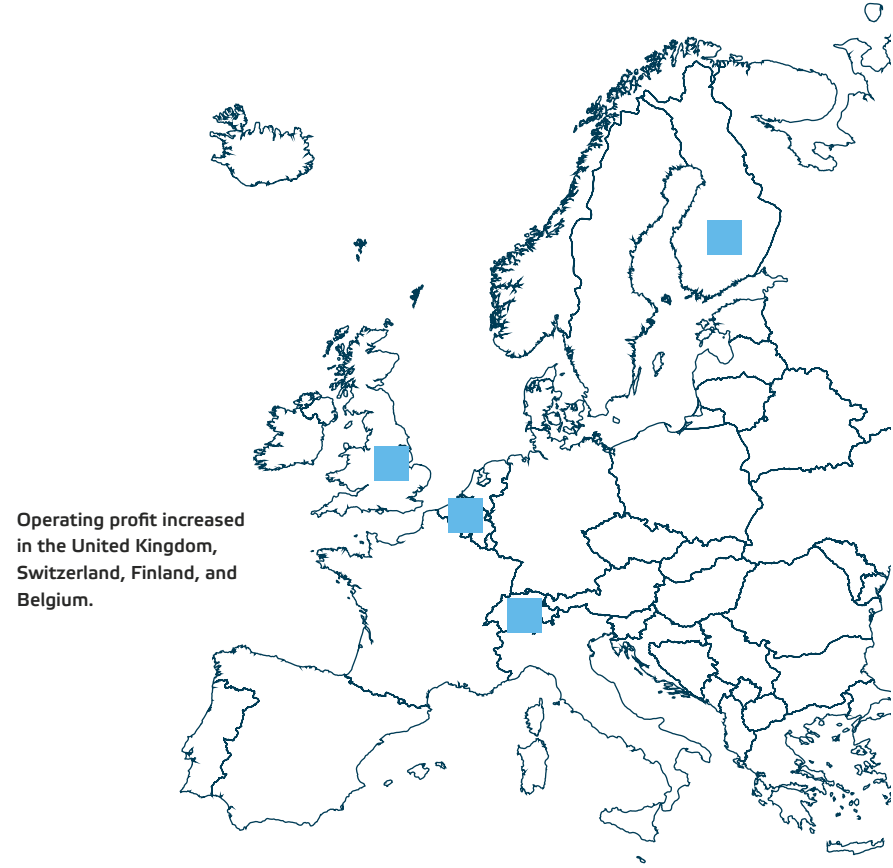 Operating profit increased
in the United Kingdom,
Switzerland, Finland, and
Belgium.